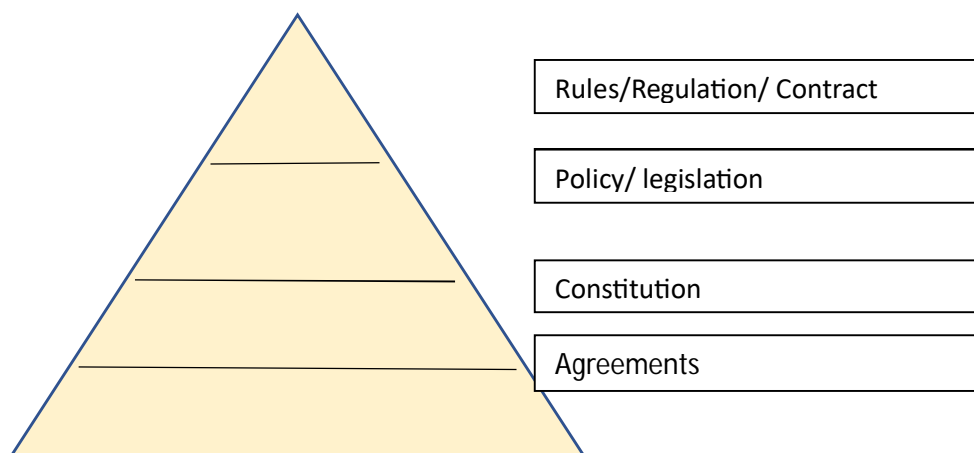 Rules/Regulation/ Contract
Policy/ legislation
Constitution
Agreements